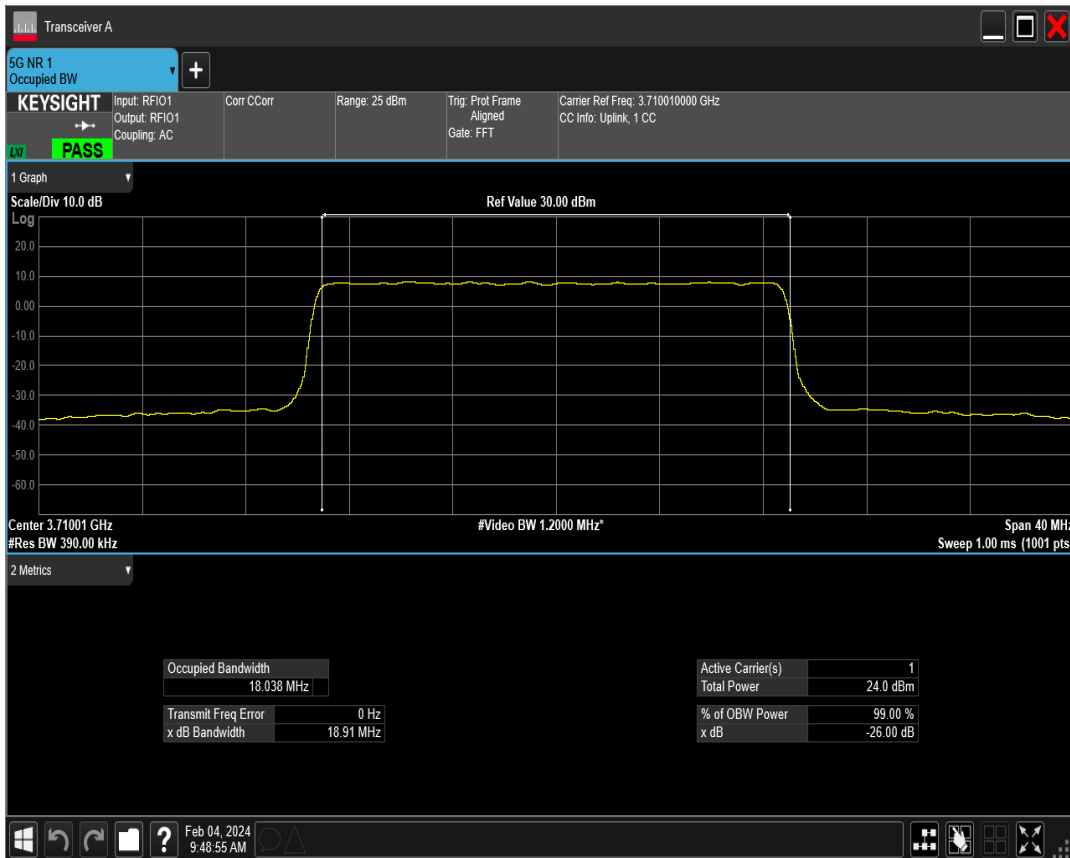 Transceiver A
5G NR 1
Occupied BW
+
KEYSIGHT
LXI
PASS
Input: RFIO1
Output: RFIO1
Coupling: AC
Corr CCorr
Range: 25 dBm
Trig: Prot Frame
Aligned
Gate: FFT
Carrier Ref Freq: 3.710010000 GHz
CC Info: Uplink, 1 CC
1 Graph
Scale/Div 10.0 dB
Ref Value 30.00 dBm
Log
20.0
10.0
0.00
-10.0
-20.0
-30.0
-40.0
-50.0
-60.0
Center 3.71001 GHz
#Video BW 1.2000 MHz*
Span 40 MHz
#Res BW 390.00 kHz
Sweep 1.00 ms (1001 pts
2 Metrics
Occupied Bandwidth
18.038 MHz
Transmit Freq Error 0 Hz
x dB Bandwidth 18.91 MHz
Active Carrier(s) 1
Total Power 24.0 dBm
% of OBW Power 99.00 %
x dB -26.00 dB
?
Feb 04, 2024
9:48:55 AM